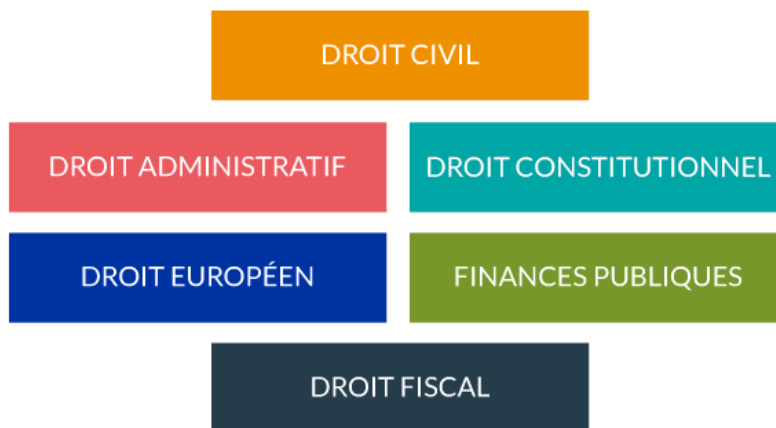 DROIT CIVIL
DROIT ADMINISTRATIF
DROIT CONSTITUTIONNEL
DROIT EUROPÉEN
FINANCES PUBLIQUES
DROIT FISCAL